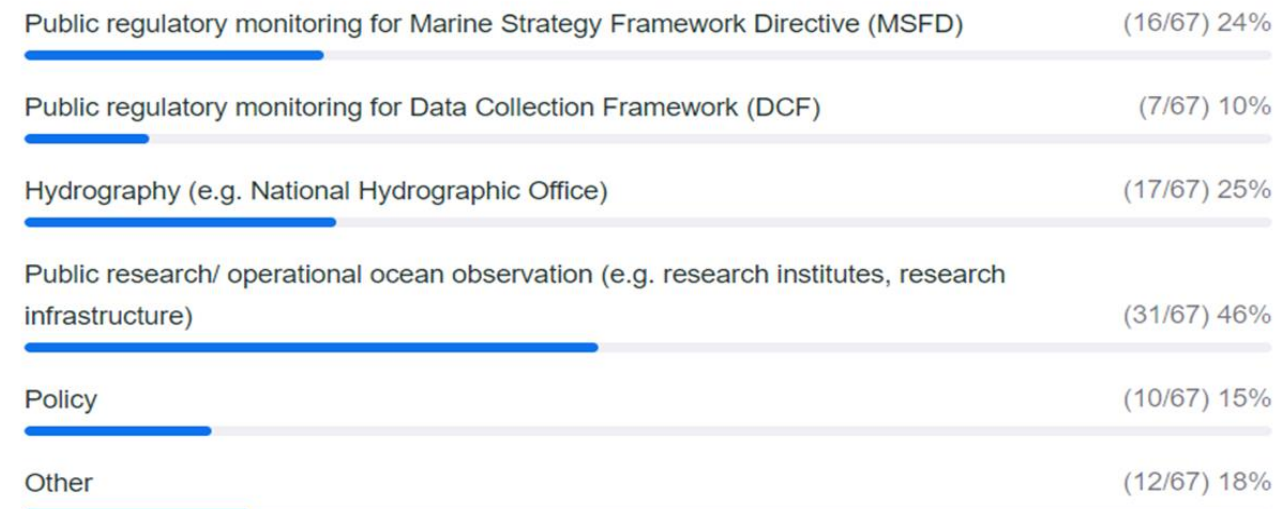 Public regulatory monitoring for Marine Strategy Framework Directive (MSFD) (16/67) 24%
Public regulatory monitoring for Data Collection Framework (DCF) (7/67) 10%
Hydrography (e.g. National Hydrographic Office) (17/67) 25%
Public research/ operational ocean observation (e.g. research institutes, research
infrastructure) (31/67) 46%
Policy (10/67) 15%
Other (12/67) 18%